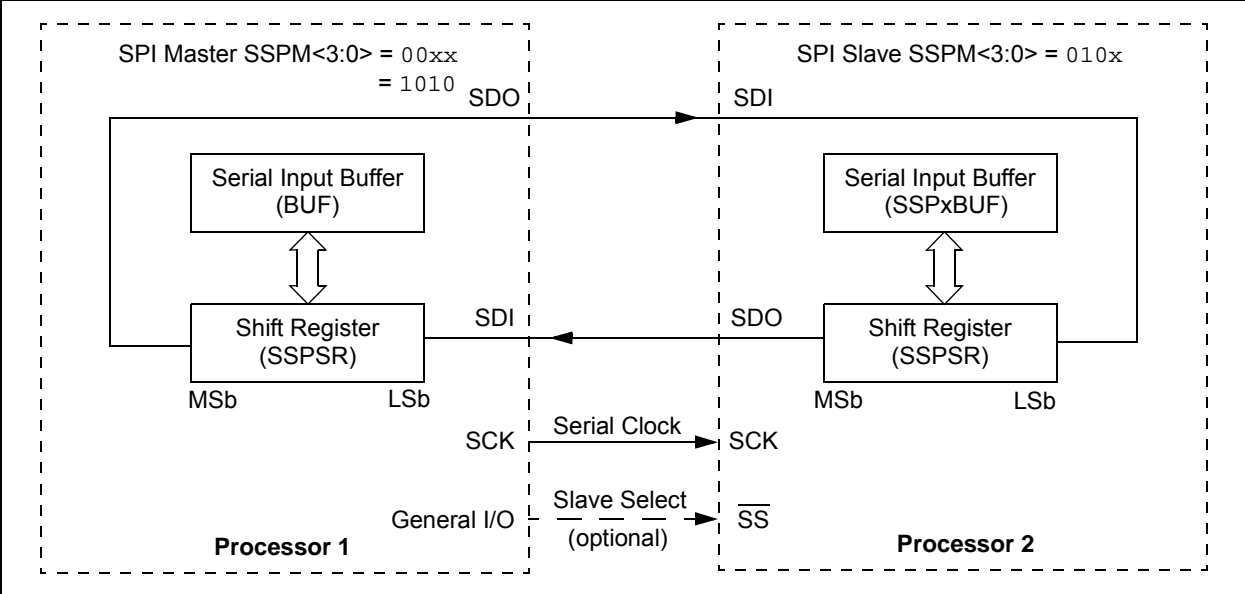 SPI Master SSPM<3:0> = 00xx
= 1010
SPI Slave SSPM<3:0> = 010x
SDO
SDI
Serial Input Buffer
(BUF)
Serial Input Buffer
(SSPxBUF)
Shift Register
(SSPSR)
SDI
SDO
Shift Register
(SSPSR)
MSb
LSb
MSb
LSb
SCK
Serial Clock
SCK
General I/O
Slave Select
(optional)
S̅S̅
Processor 1
Processor 2